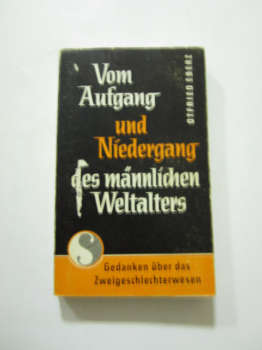 OTFRIED EBERZ
Vom
Aufgang
und
Niedergang
des männlichen
Weltalters
Gedanken über das
Zweigeschlechterwesen